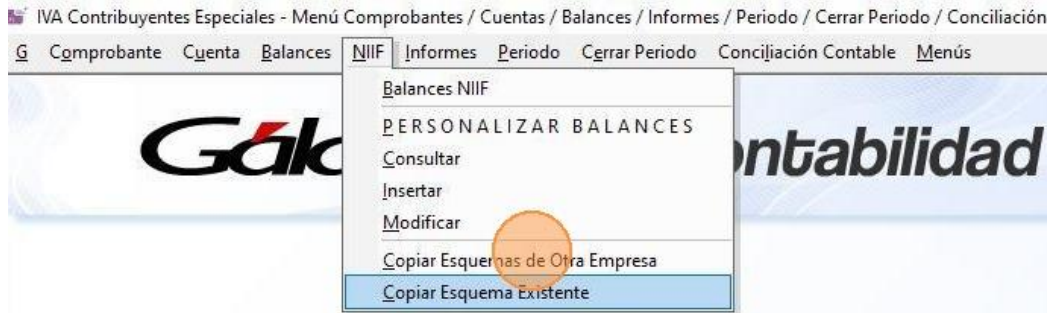 IVA Contribuyentes Especiales - Menú Comprobantes / Cuentas / Balances / Informes / Periodo / Cerrar Periodo / Conciliación
G Comprobante Cuenta Balances NIIF Informes Periodo Cerrar Periodo Conciliación Contable Menús
Balances NIIF
PERSONALIZAR BALANCES
Consultar
Insertar
Modificar
Copiar Esquemas de Otra Empresa
Copiar Esquema Existente